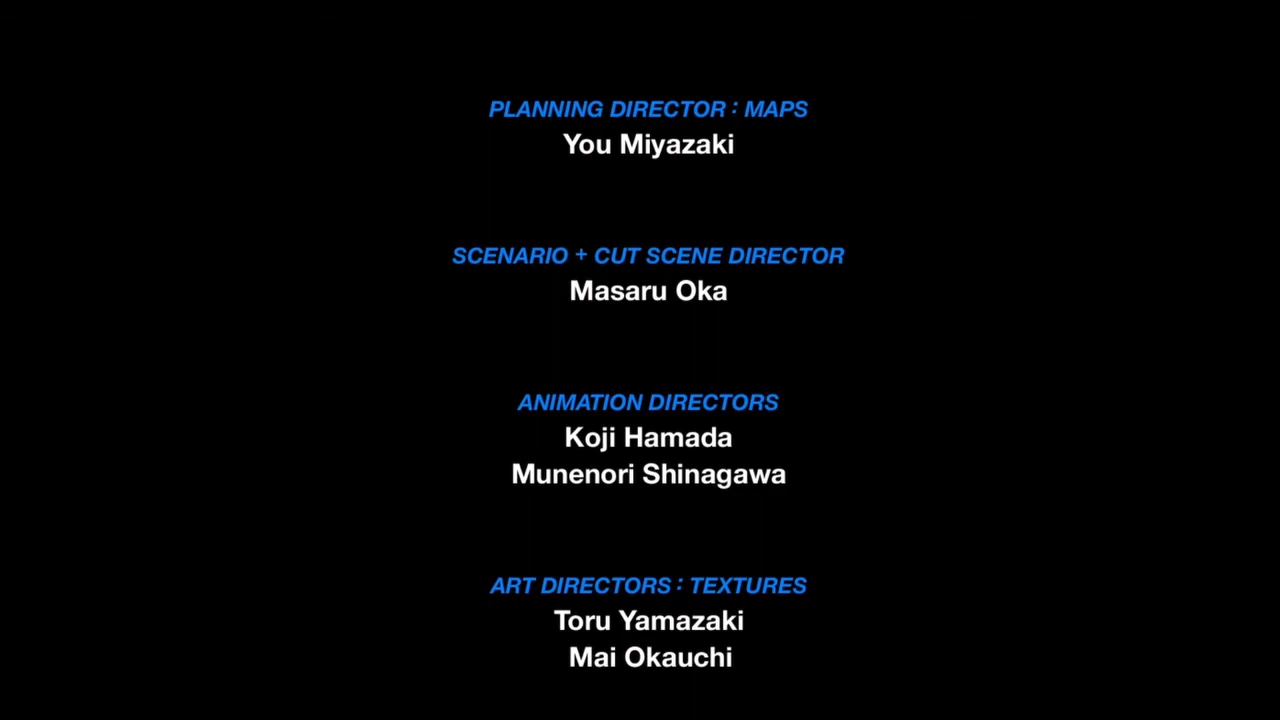 PLANNING DIRECTOR : MAPS
You Miyazaki
SCENARIO + CUT SCENE DIRECTOR
Masaru Oka
ANIMATION DIRECTORS
Koji Hamada
Munenori Shinagawa
ART DIRECTORS : TEXTURES
Toru Yamazaki
Mai Okauchi